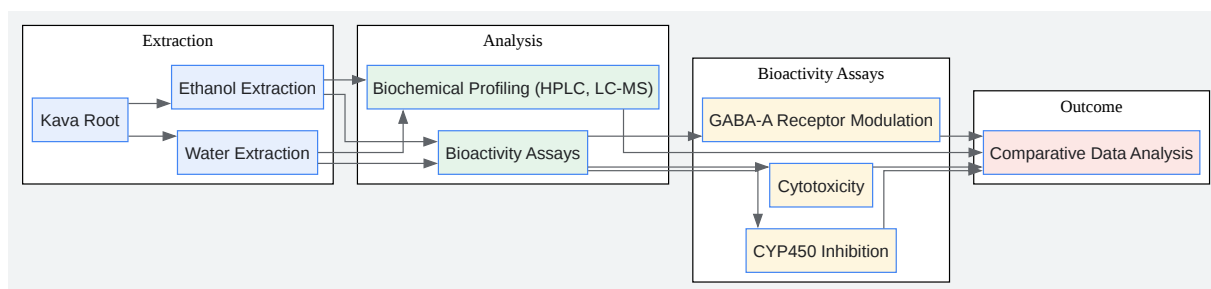 Extraction
Kava Root
Ethanol Extraction
Water Extraction
Analysis
Biochemical Profiling (HPLC, LC-MS)
Bioactivity Assays
Bioactivity Assays
GABA-A Receptor Modulation
Cytotoxicity
CYP450 Inhibition
Outcome
Comparative Data Analysis